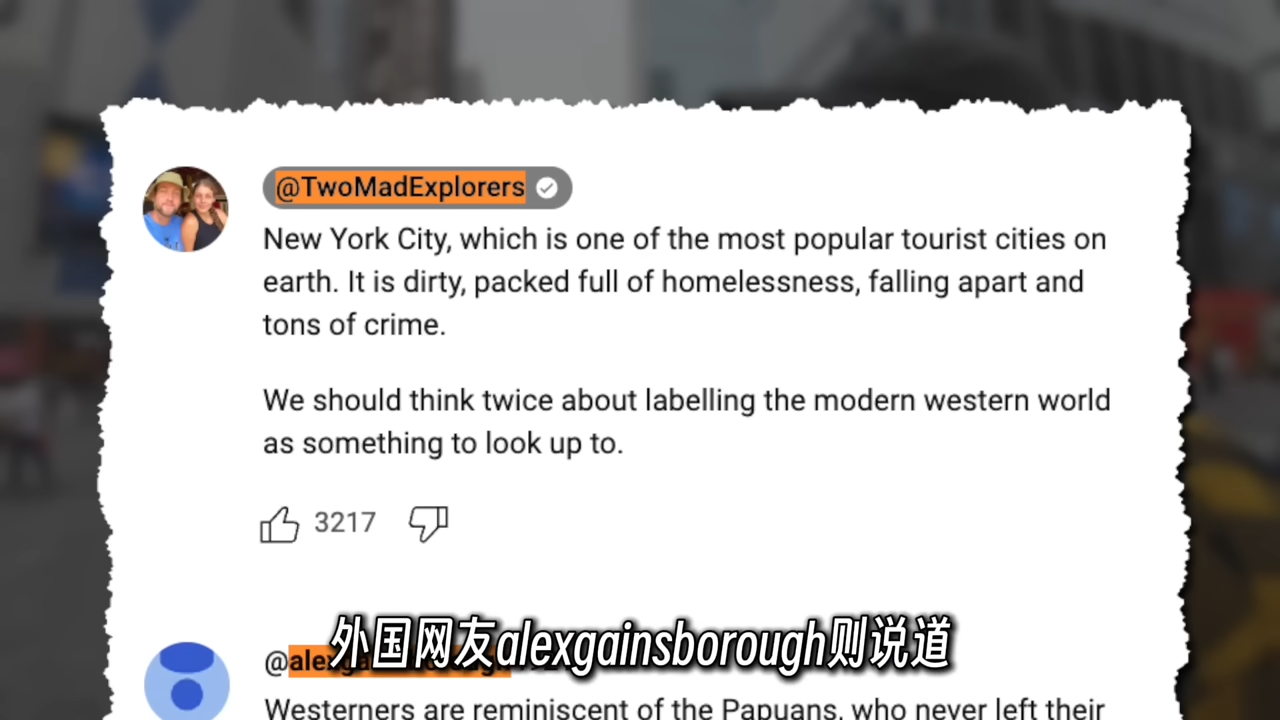 @TwoMadExplorers
New York City, which is one of the most popular tourist cities on
earth. It is dirty, packed full of homelessness, falling apart and
tons of crime.
We should think twice about labelling the modern western world
as something to look up to.
3217
外国网友alexgainsborough则说道
Westerners are reminiscent of the Papuans, who never left their